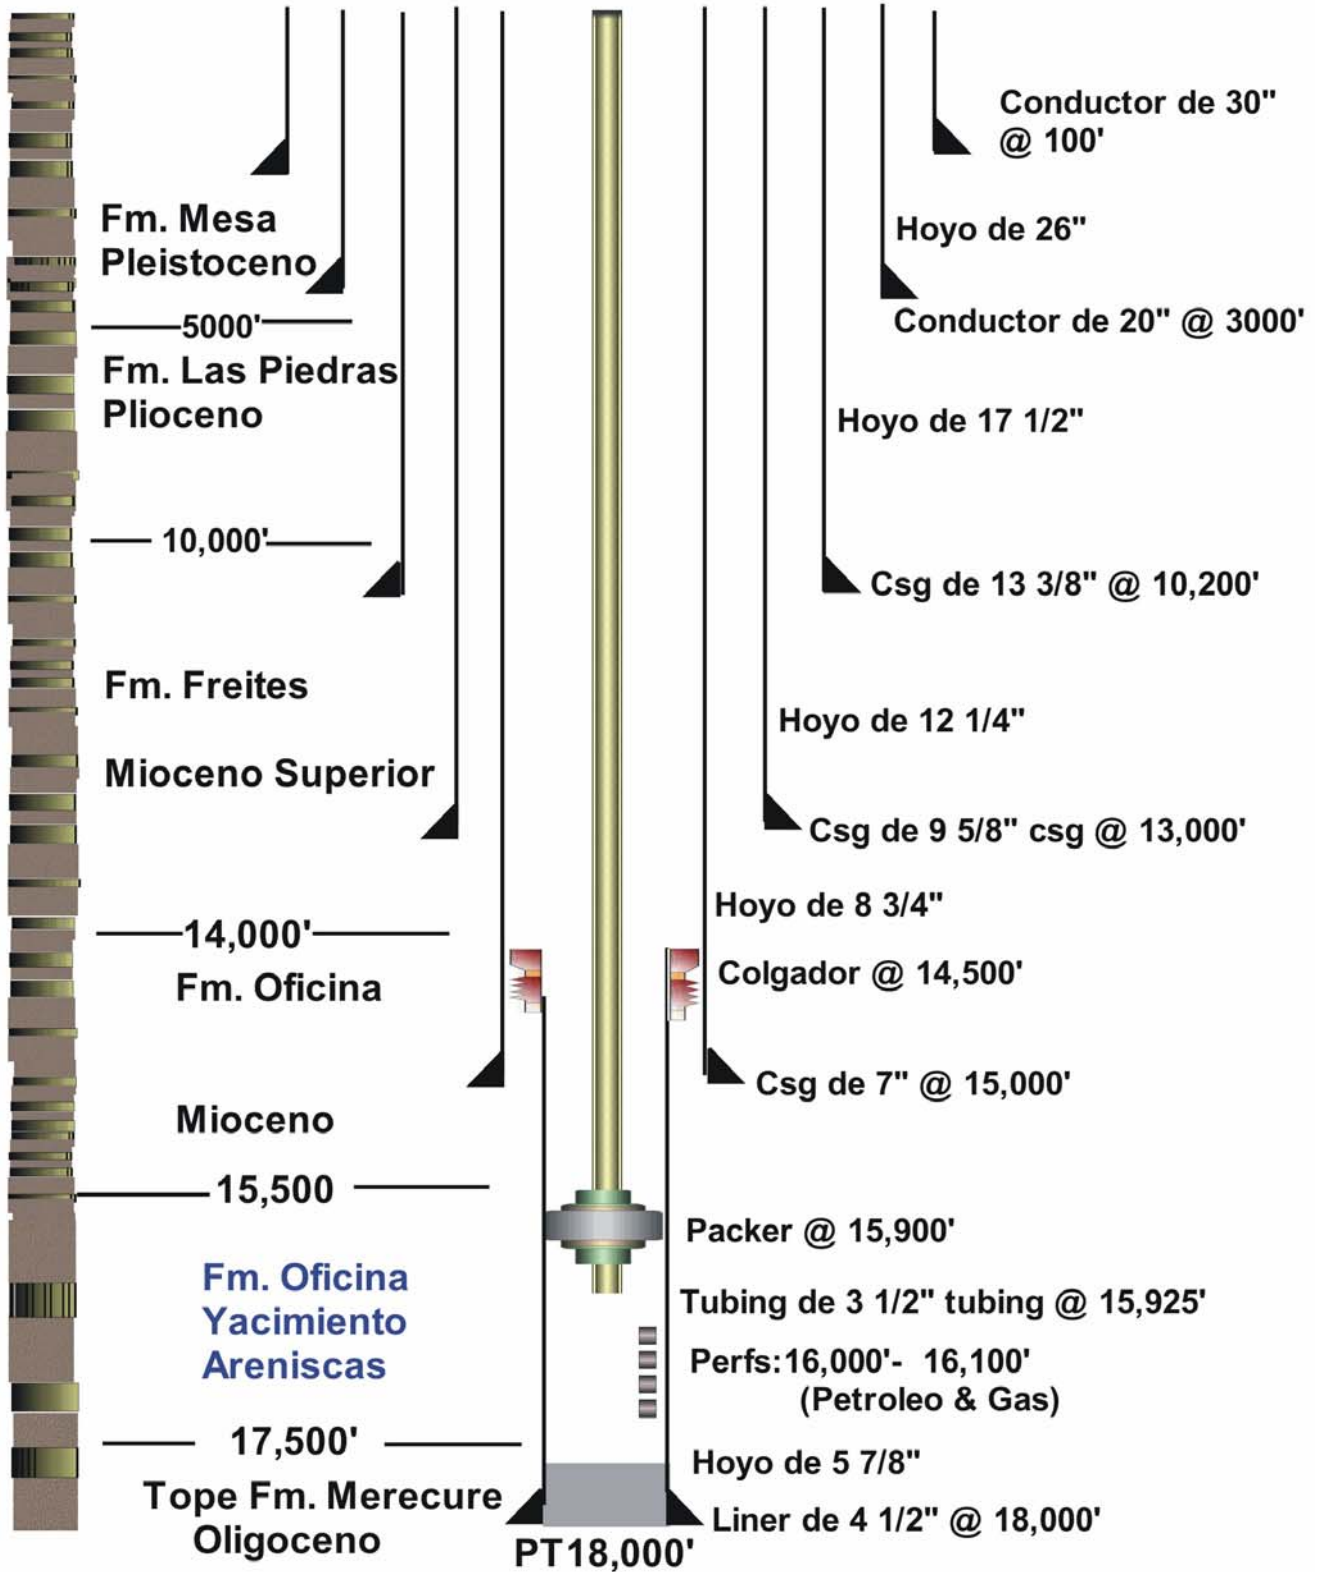 Conductor de 30"
@ 100'
Fm. Mesa
Pleistoceno
Hoyo de 26"
5000'
Conductor de 20" @ 3000'
Fm. Las Piedras
Plioceno
Hoyo de 17 1/2"
10,000'
Csg de 13 3/8" @ 10,200'
Fm. Freites
Hoyo de 12 1/4"
Mioceno Superior
Csg de 9 5/8" csg @ 13,000'
Hoyo de 8 3/4"
14,000'
Colgador @ 14,500'
Fm. Oficina
Csg de 7" @ 15,000'
Mioceno
15,500
Packer @ 15,900'
Fm. Oficina
Yacimiento
Areniscas
Tubing de 3 1/2" tubing @ 15,925'
Perfs:16,000'- 16,100'
(Petroleo & Gas)
17,500'
Hoyo de 5 7/8"
Tope Fm. Merecure
Oligoceno
Liner de 4 1/2" @ 18,000'
PT18,000'